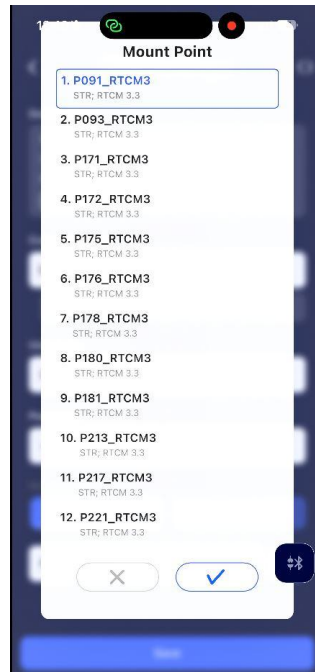 Mount Point
1. P091_RTCM3
STR; RTCM 3.3
2. P093_RTCM3
STR; RTCM 3.3
3. P171_RTCM3
STR; RTCM 3.3
4. P172_RTCM3
STR; RTCM 3.3
5. P175_RTCM3
STR; RTCM 3.3
6. P176_RTCM3
STR; RTCM 3.3
7. P178_RTCM3
STR; RTCM 3.3
8. P180_RTCM3
STR; RTCM 3.3
9. P181_RTCM3
STR; RTCM 3.3
10. P213_RTCM3
STR; RTCM 3.3
11. P217_RTCM3
STR; RTCM 3.3
12. P221_RTCM3
STR; RTCM 3.3